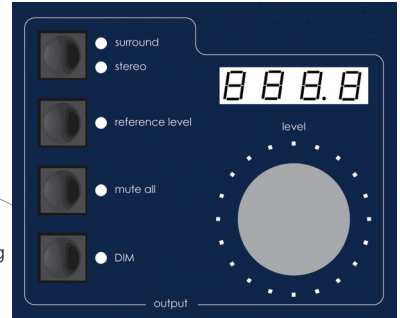 surround
stereo
888.8
reference level
level
mute all
g
DIM
output